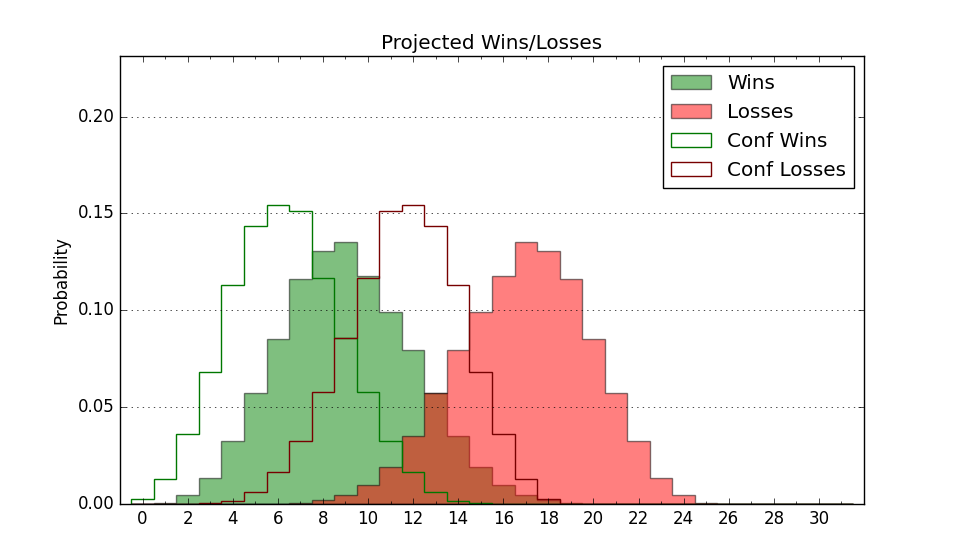 Projected Wins/Losses
Wins
Losses
Conf Wins
Conf Losses
Probability
0.20
0.15
0.10
0.05
0.00
0 2 4 6 8 10 12 14 16 18 20 22 24 26 28 30